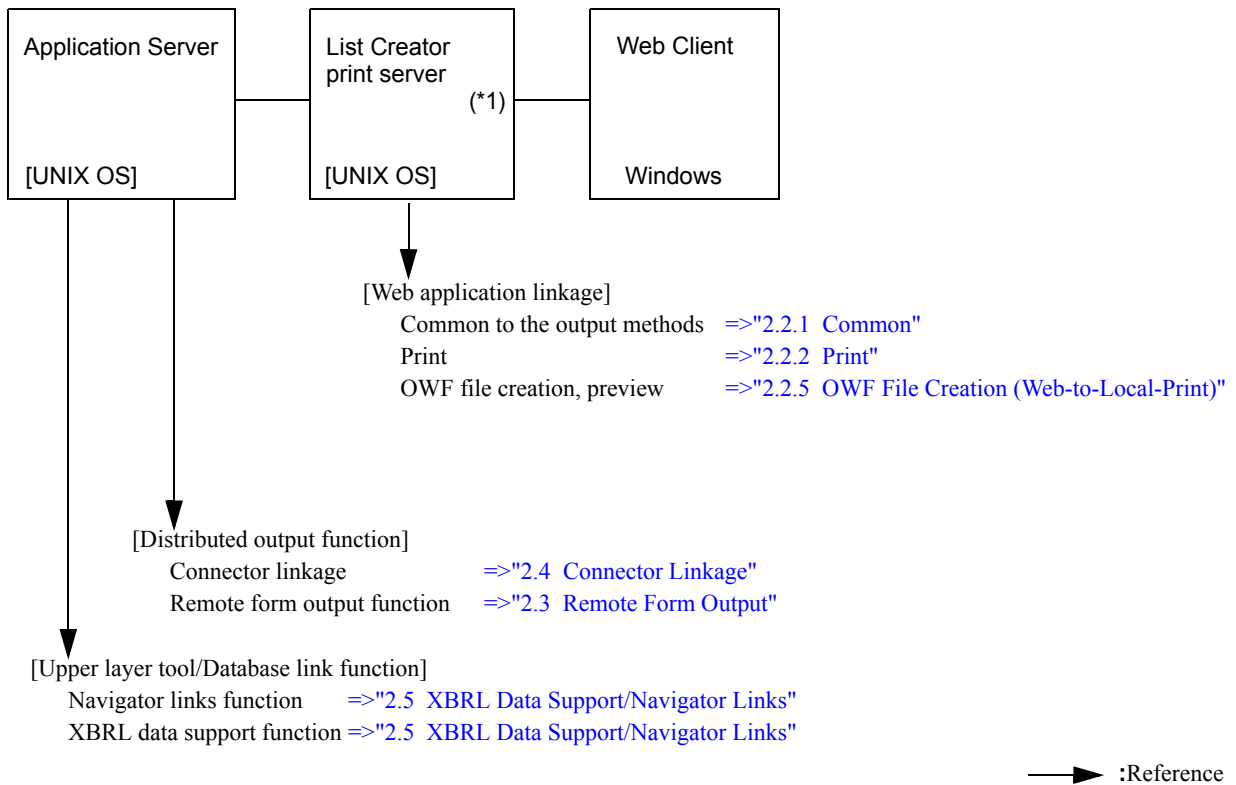 Application Server
[UNIX OS]
List Creator
print server
(*1)
[UNIX OS]
Web Client
Windows
[Web application linkage]
Common to the output methods =>"2.2.1 Common"
Print =>"2.2.2 Print"
OWF file creation, preview =>"2.2.5 OWF File Creation (Web-to-Local-Print)"
[Distributed output function]
Connector linkage =>"2.4 Connector Linkage"
Remote form output function =>"2.3 Remote Form Output"
[Upper layer tool/Database link function]
Navigator links function =>"2.5 XBRL Data Support/Navigator Links"
XBRL data support function =>"2.5 XBRL Data Support/Navigator Links"
:Reference